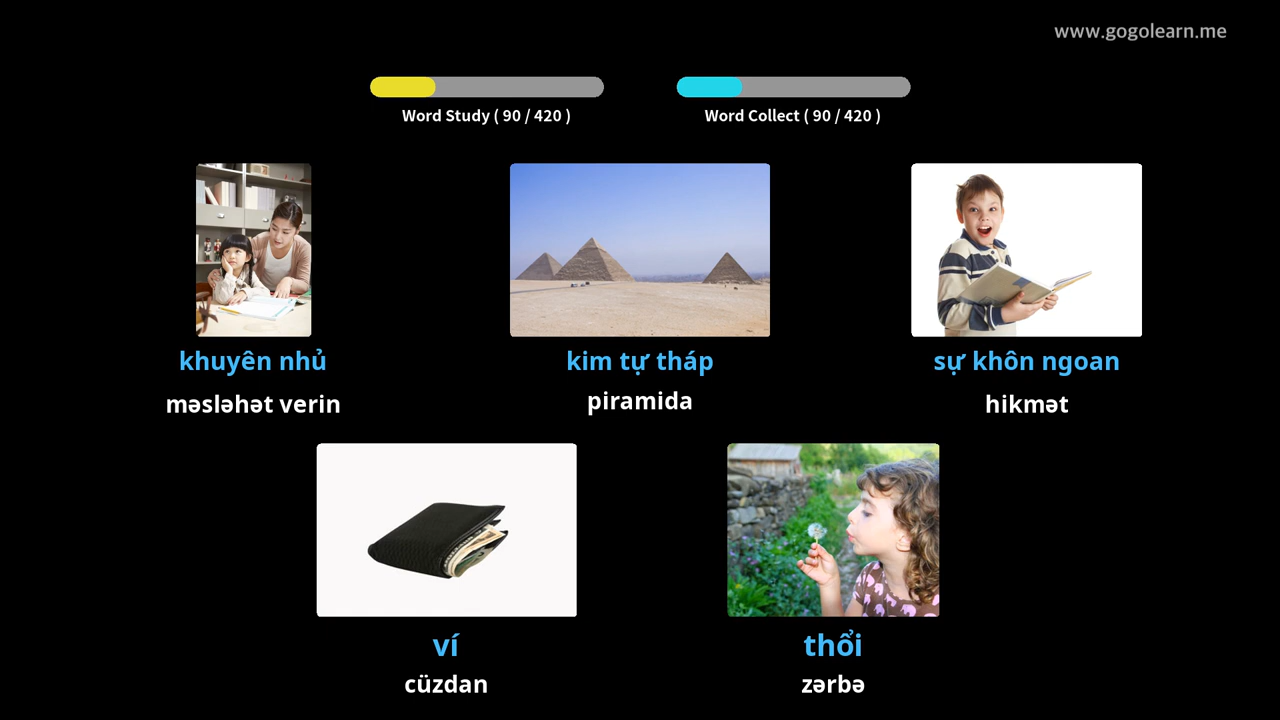 www.gogolearn.me
Word Study ( 90 / 420 )
Word Collect ( 90 / 420 )
khuyên nhủ
məsləhət verin
kim tự tháp
piramida
sự khôn ngoan
hikmət
ví
cüzdan
thổi
zərbə